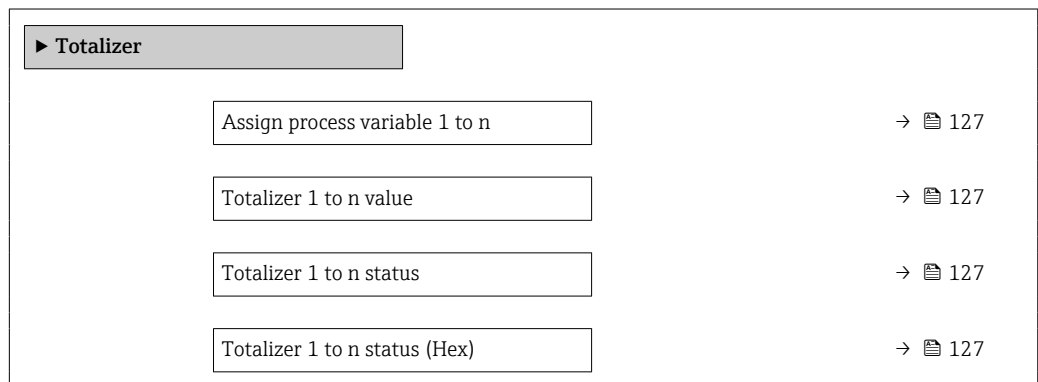 ► Totalizer
Assign process variable 1 to n → 127
Totalizer 1 to n value → 127
Totalizer 1 to n status → 127
Totalizer 1 to n status (Hex) → 127